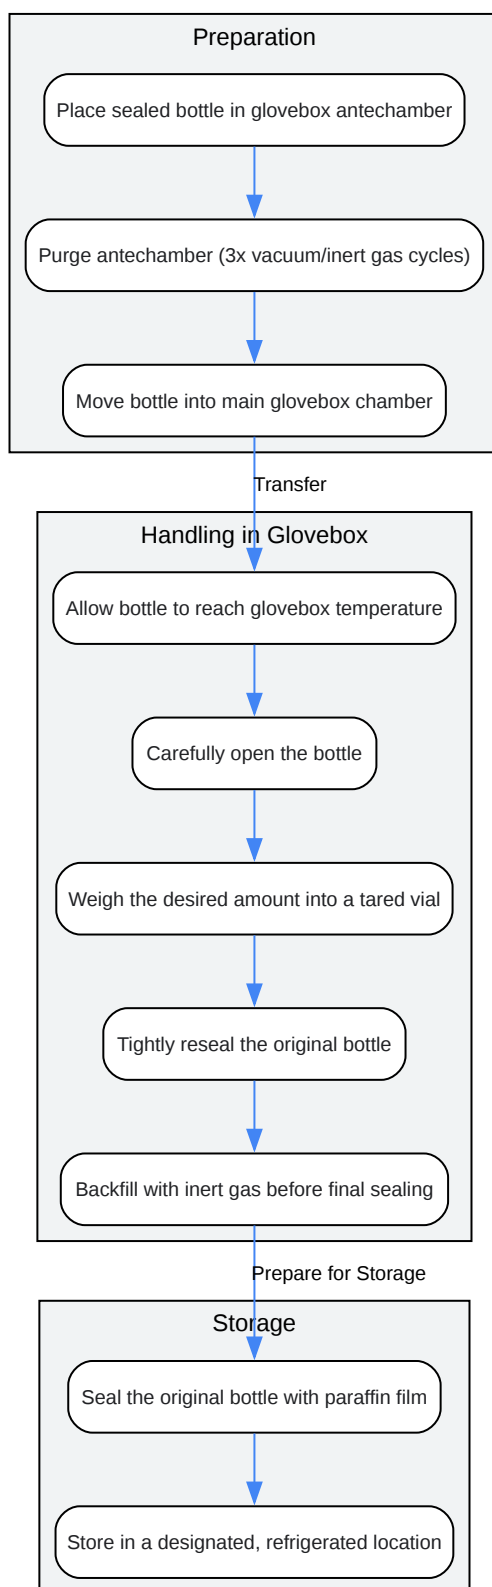 Preparation
Place sealed bottle in glovebox antechamber
Purge antechamber (3x vacuum/inert gas cycles)
Move bottle into main glovebox chamber
Transfer
Handling in Glovebox
Allow bottle to reach glovebox temperature
Carefully open the bottle
Weigh the desired amount into a tared vial
Tightly reseal the original bottle
Backfill with inert gas before final sealing
Prepare for Storage
Storage
Seal the original bottle with paraffin film
Store in a designated, refrigerated location